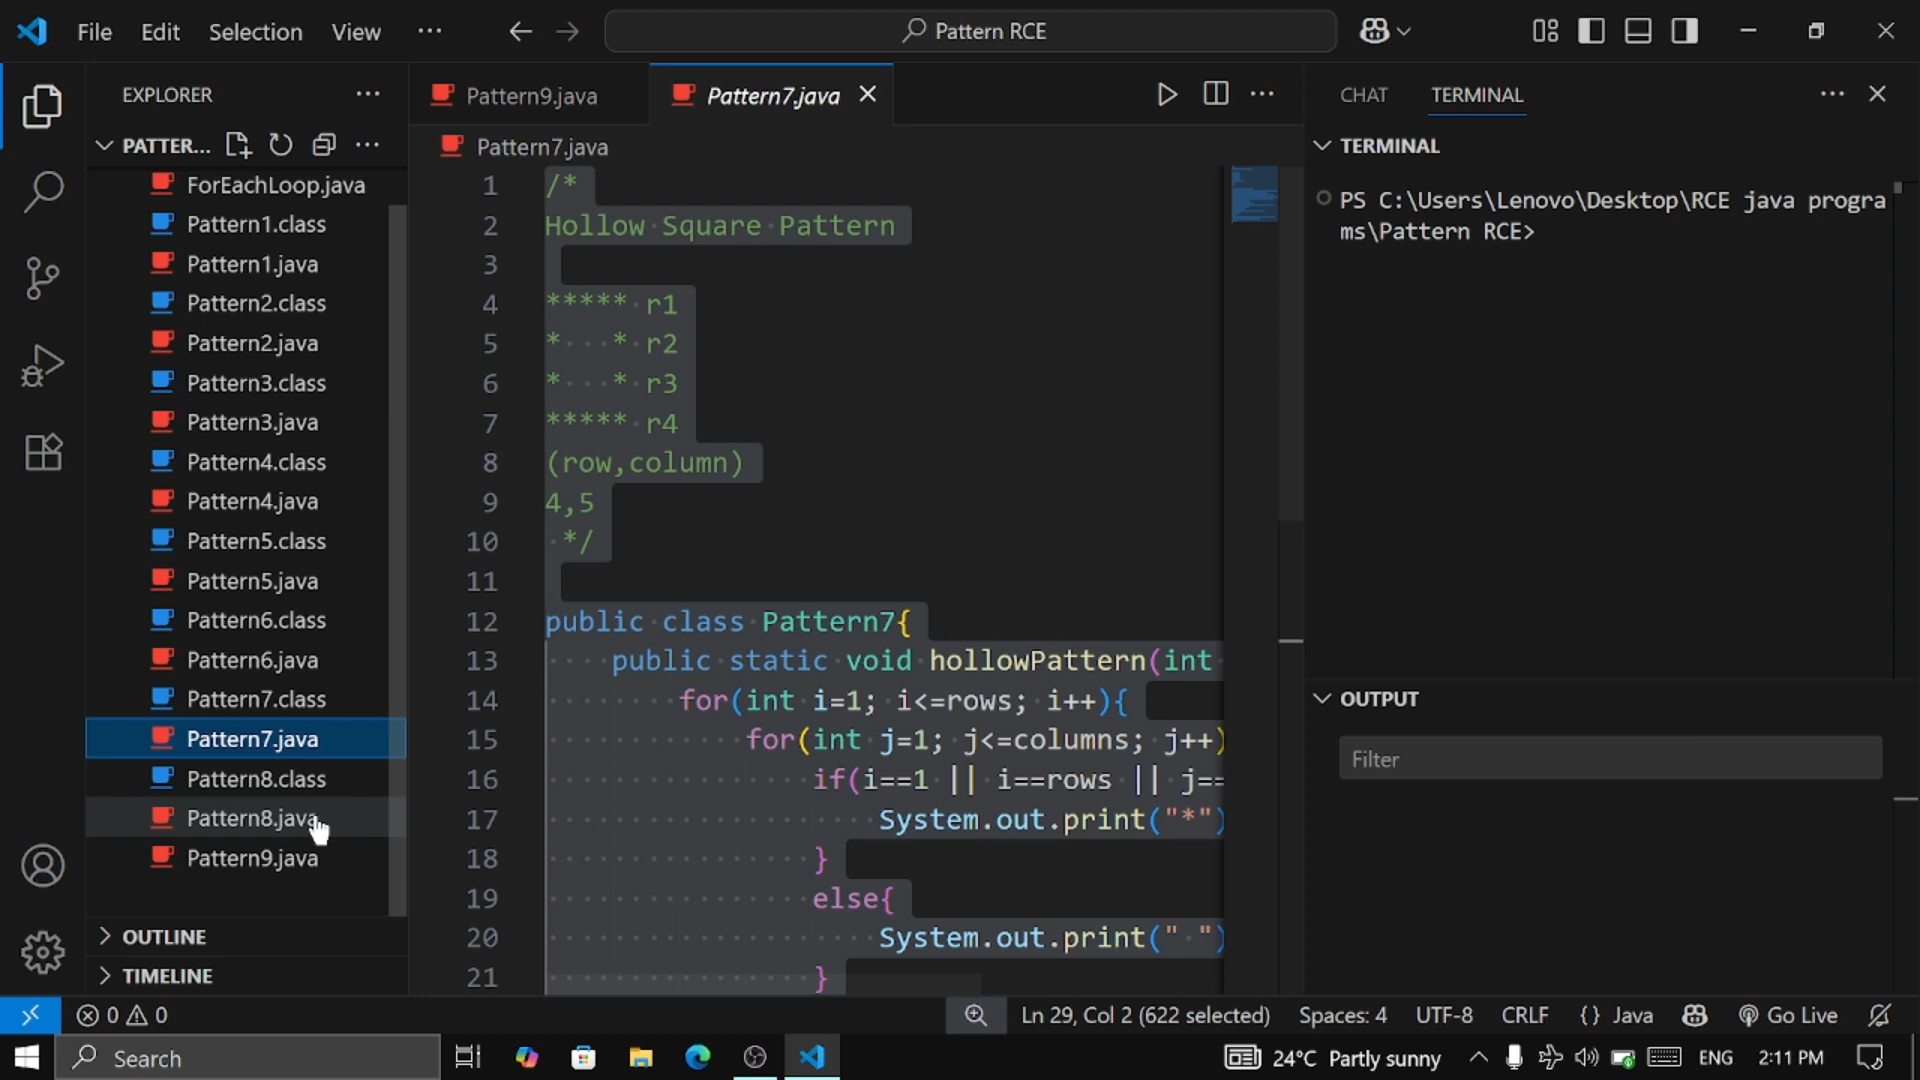 File Edit Selection View ··· Pattern RCE
EXPLORER
PATTER...
ForEachLoop.java
Pattern1.class
Pattern1.java
Pattern2.class
Pattern2.java
Pattern3.class
Pattern3.java
Pattern4.class
Pattern4.java
Pattern5.class
Pattern5.java
Pattern6.class
Pattern6.java
Pattern7.class
Pattern7.java
Pattern8.class
Pattern8.java
Pattern9.java
OUTLINE
TIMELINE
Pattern9.java Pattern7.java
Pattern7.java
1 /*
2 Hollow Square Pattern
3
4 ***** r1
5 *   * r2
6 *   * r3
7 ***** r4
8 (row,column)
9 4,5
10  */
11
12 public class Pattern7{
13     public static void hollowPattern(int
14         for(int i=1; i<=rows; i++){
15             for(int j=1; j<=columns; j++)
16                 if(i==1 || i==rows || j==
17                     System.out.print("*")
18                 }
19                 else{
20                     System.out.print(" ")
21                 }
CHAT TERMINAL
TERMINAL
PS C:\Users\Lenovo\Desktop\RCE java progra
ms\Pattern RCE>
OUTPUT
Filter
0 0 Ln 29, Col 2 (622 selected) Spaces: 4 UTF-8 CRLF {} Java Go Live
Search 24°C Partly sunny ENG 2:11 PM